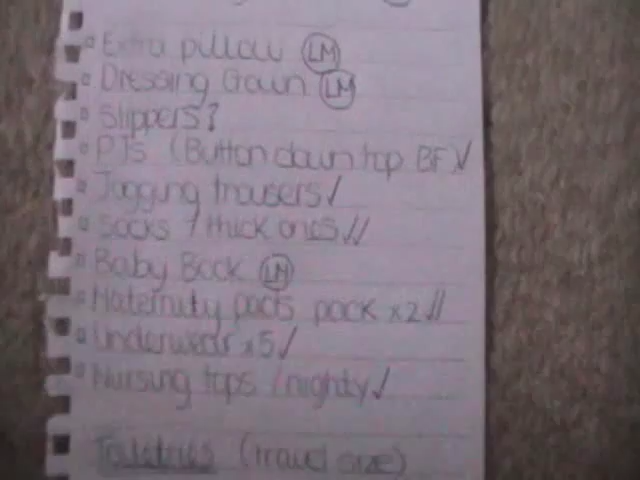 Extra pillow LM
Dressing Gown LM
Slippers?
PJs (Button down top BF) ✓
Jogging trousers ✓
Socks / thick ones ✓✓
Baby Book LM
Maternity pads pack x2 ✓✓
Underwear x5 ✓
Nursing tops / nighty ✓
Toiletries (travel size)